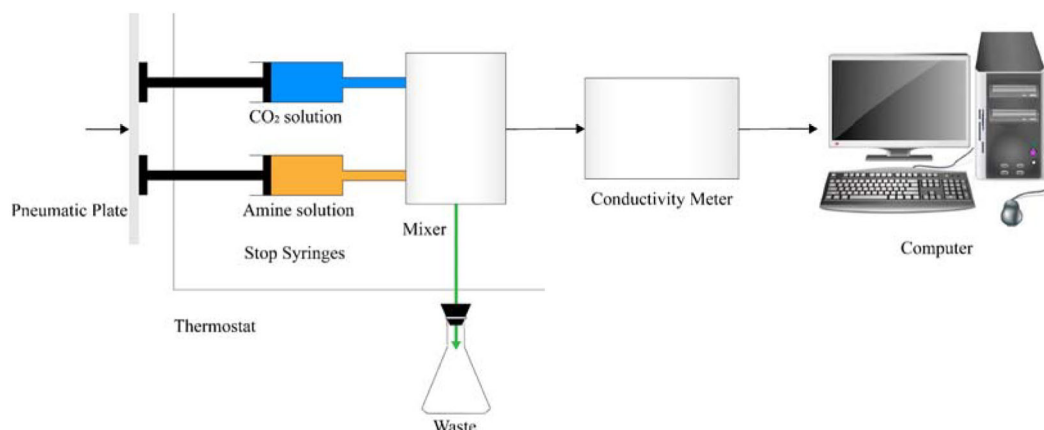 CO₂ solution
Pneumatic Plate
Amine solution
Stop Syringes
Mixer
Conductivity Meter
Computer
Thermostat
Waste